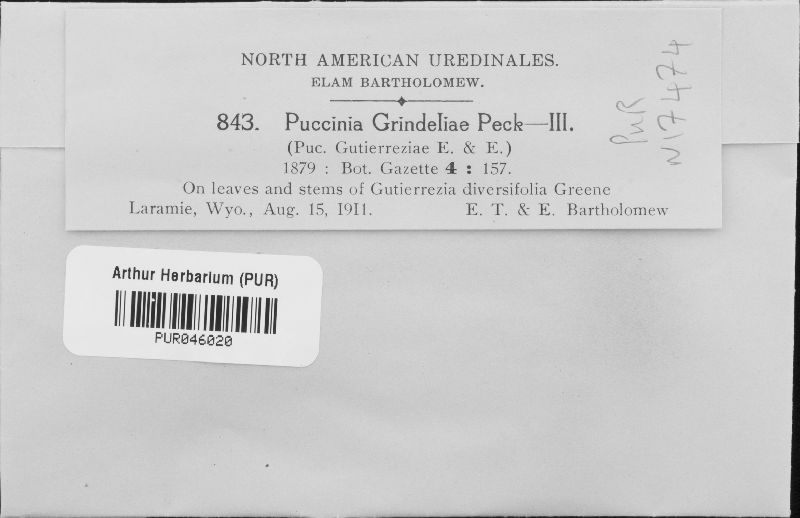 NORTH AMERICAN UREDINALES.
ELAM BARTHOLOMEW.
843. Puccinia Grindeliae Peck—III.
(Puc. Gutierreziae E. & E.)
1879 : Bot. Gazette 4 : 157.
On leaves and stems of Gutierrezia diversifolia Greene
Laramie, Wyo., Aug. 15, 1911. E. T. & E. Bartholomew
PUR
N17474
Arthur Herbarium (PUR)
PUR046020